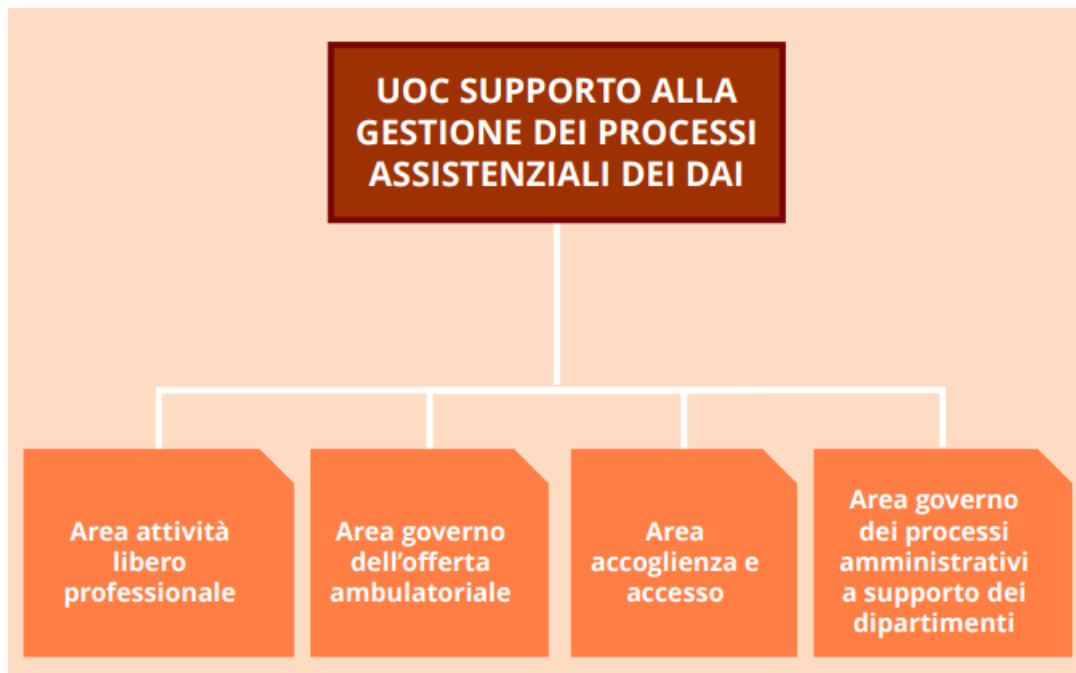 UOC SUPPORTO ALLA
GESTIONE DEI PROCESSI
ASSISTENZIALI DEI DAI
Area attività
libero
professionale
Area governo
dell’offerta
ambulatoriale
Area
accoglienza e
accesso
Area governo
dei processi
amministrativi
a supporto dei
dipartimenti